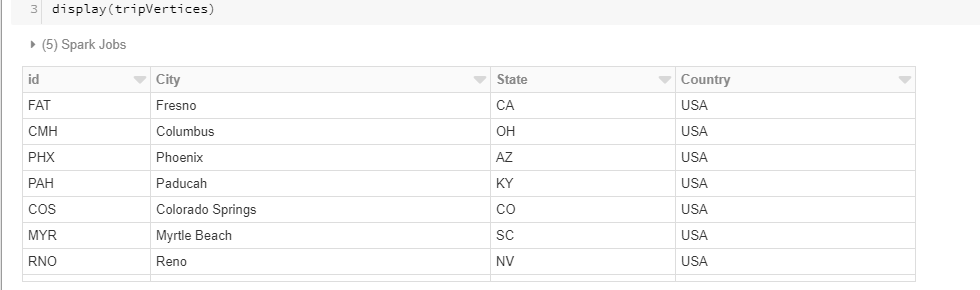 3 display(tripVertices)
(5) Spark Jobs
id City State Country
FAT Fresno CA USA
CMH Columbus OH USA
PHX Phoenix AZ USA
PAH Paducah KY USA
COS Colorado Springs CO USA
MYR Myrtle Beach SC USA
RNO Reno NV USA